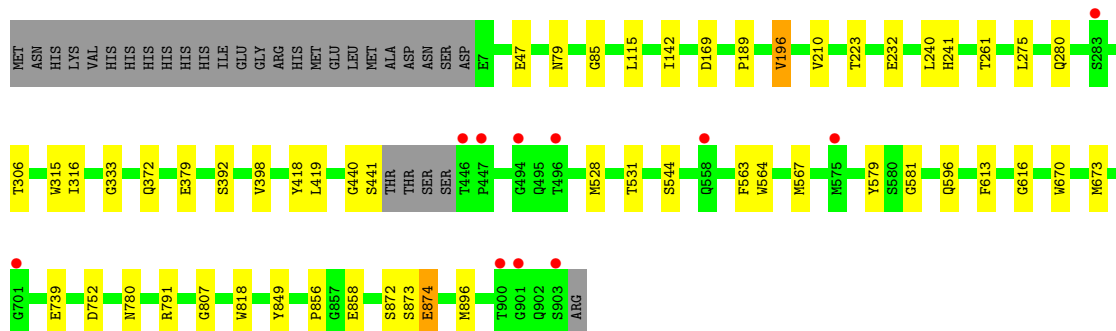 MET ASN HIS LYS VAL HIS HIS HIS HIS HIS HIS ILE GLU GLY ARG HIS MET GLU LEU MET ALA ASP ASN SER ASP E7 E47 N79 G85 L115 I142 D169 P189 V196 V210 T223 E232 L240 H241 T261 L275 Q280 S283
T306 W315 I316 G333 Q372 E379 S392 V398 Y418 L419 G440 S441 THR THR SER SER T446 P447 G494 Q495 T496 M528 T531 S544 Q558 F563 W564 M567 M575 Y579 S580 G581 Q596 F613 G616 W670 M673
G701 E739 D752 N780 R791 G807 W818 Y849 P856 G857 E858 S872 S873 E874 M896 T900 G901 Q902 S903 ARG